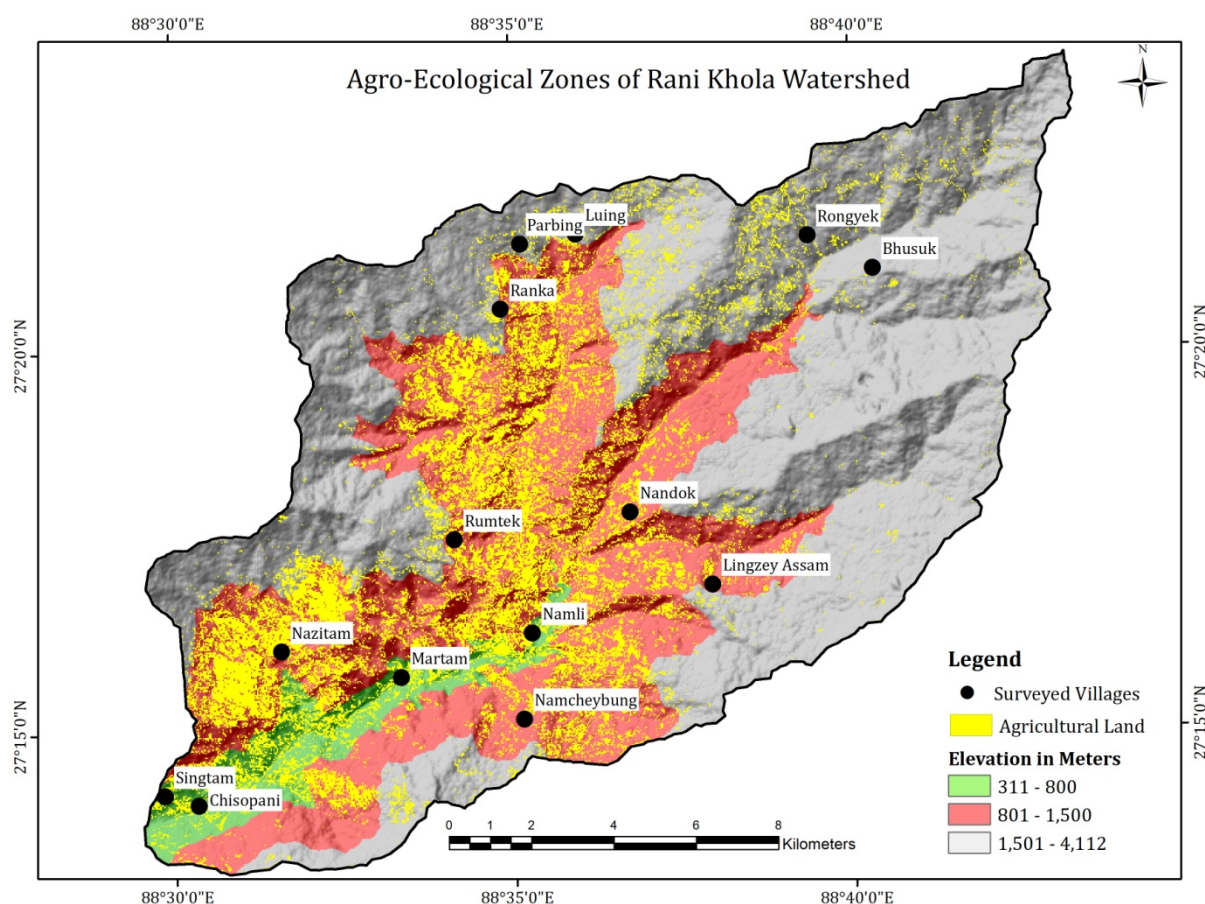 88°30'0"E
88°35'0"E
88°40'0"E
Agro-Ecological Zones of Rani Khola Watershed
N
Parbing
Luing
Rongyek
Bhusuk
Ranka
27°20'0"N
27°20'0"N
Nandok
Rumtek
Lingzey Assam
Namli
Nazitam
Martam
Namcheybung
Legend
Surveyed Villages
Agricultural Land
27°15'0"N
27°15'0"N
Elevation in Meters
311 - 800
801 - 1,500
1,501 - 4,112
Singtam
Chisopani
0 1 2 4 6 8
Kilometers
88°30'0"E
88°35'0"E
88°40'0"E